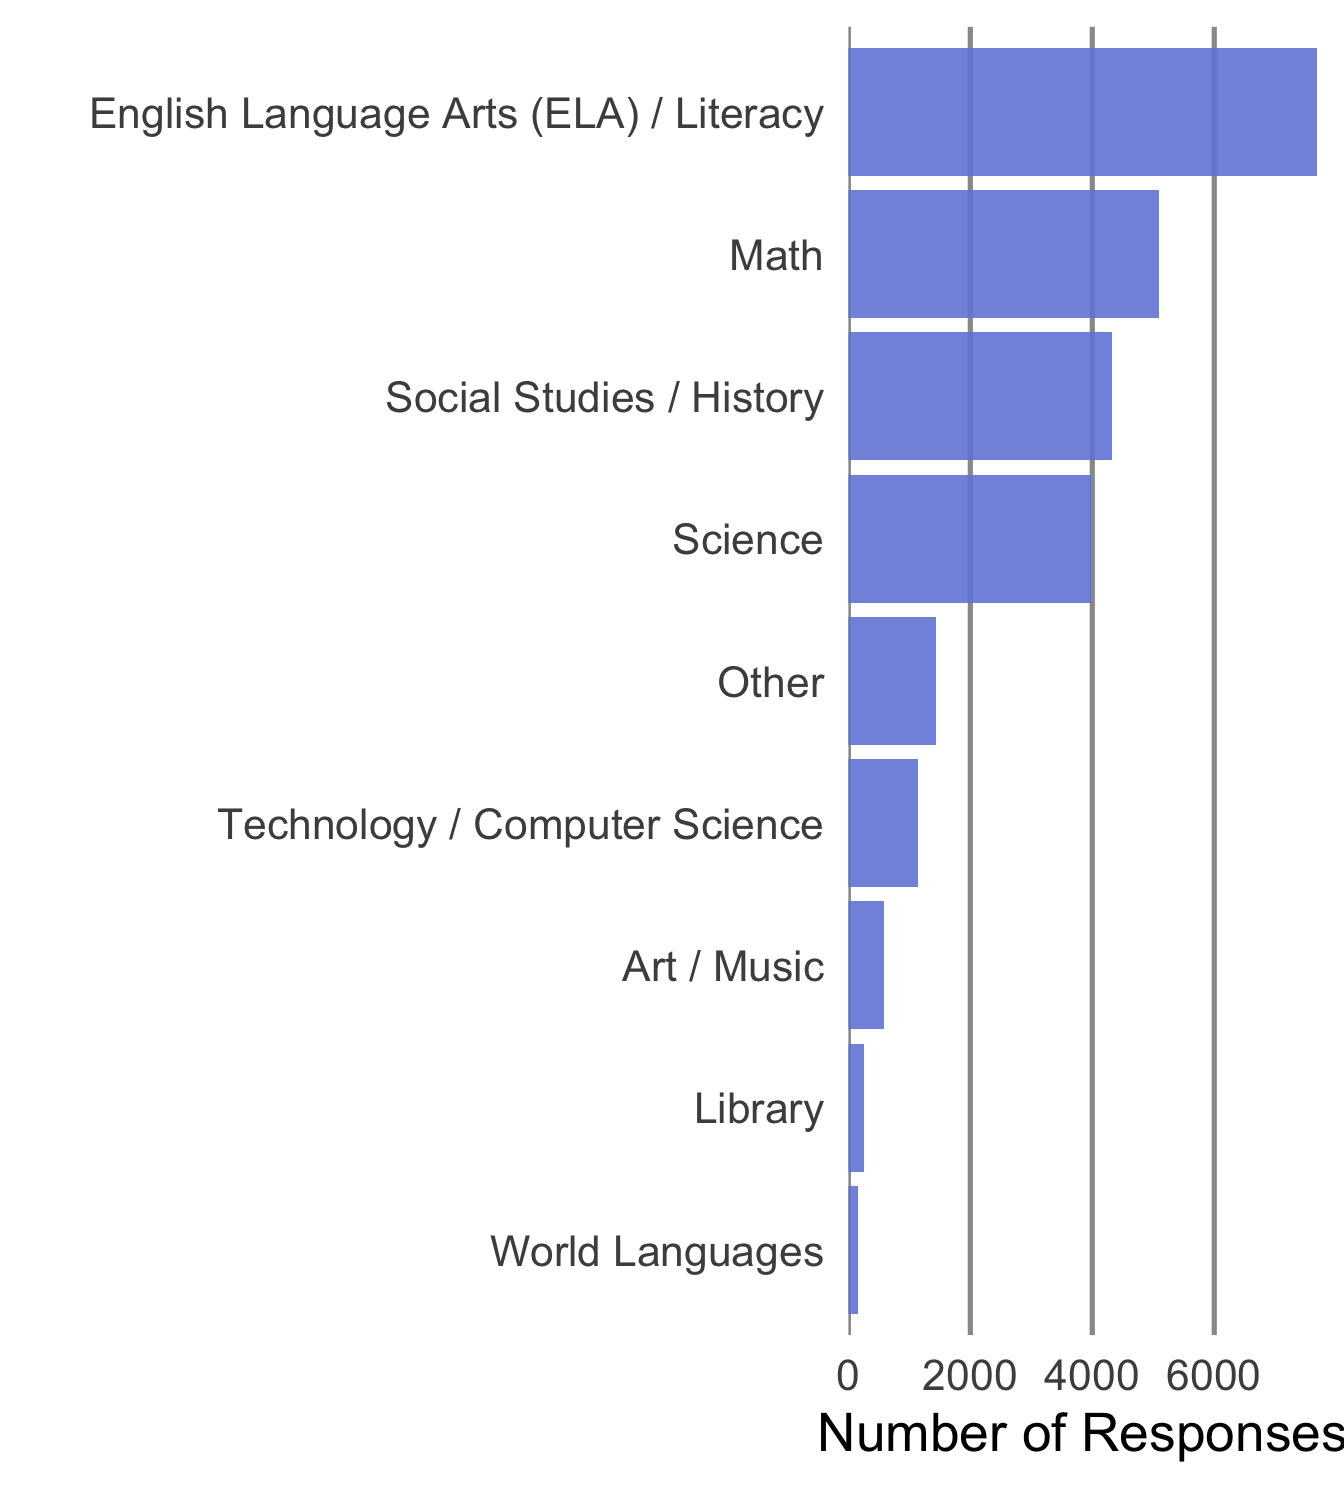 English Language Arts (ELA) / Literacy
Math
Social Studies / History
Science
Other
Technology / Computer Science
Art / Music
Library
World Languages
0 2000 4000 6000
Number of Responses